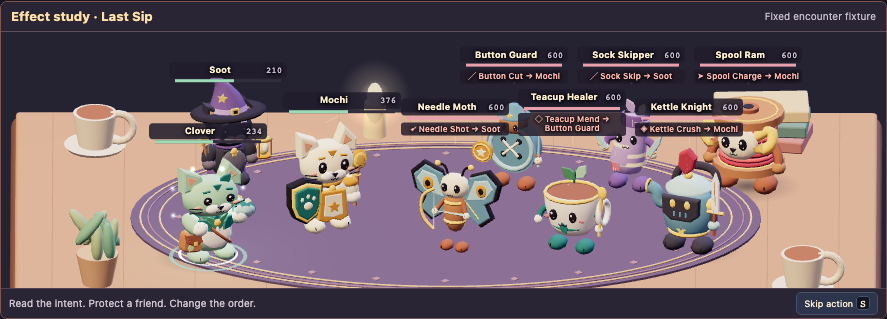 Effect study · Last Sip
Fixed encounter fixture
Button Guard 600
Button Cut → Mochi
Sock Skipper 600
Sock Skip → Soot
Spool Ram 600
Spool Charge → Mochi
Soot 210
Mochi 376
Needle Moth 600
Needle Shot → Soot
Teacup Healer 600
Teacup Mend →
Button Guard
Kettle Knight 600
Kettle Crush → Mochi
Clover 234
Read the intent. Protect a friend. Change the order.
Skip action S